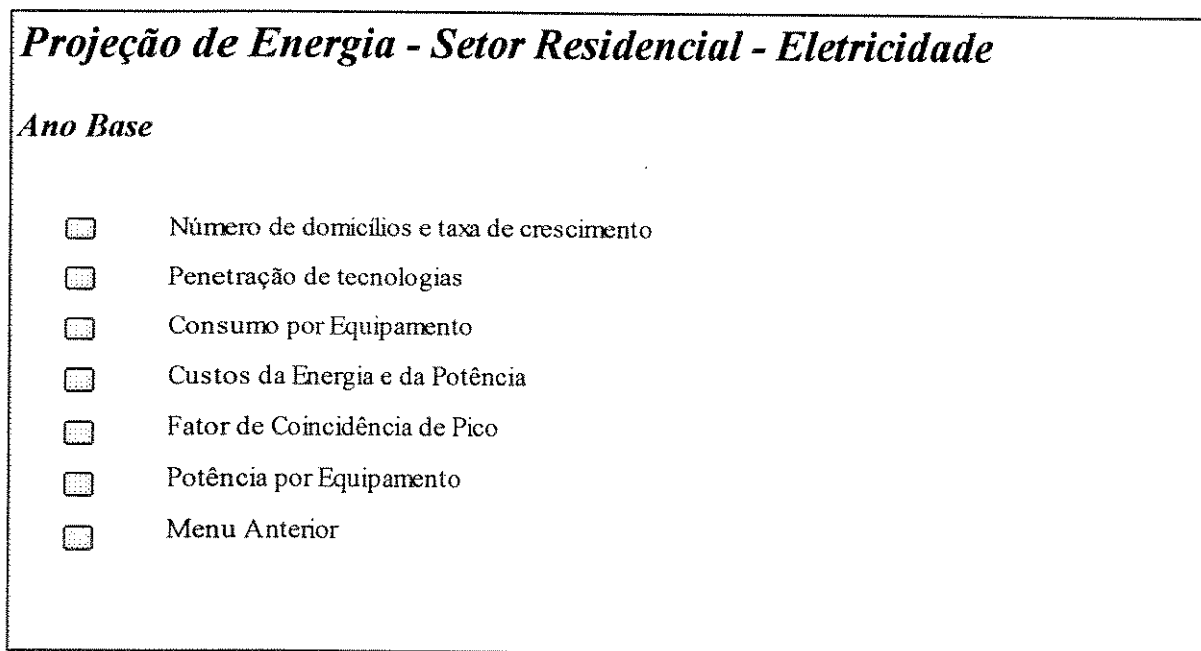 Projeção de Energia - Setor Residencial - Eletricidade
Ano Base
Número de domicílios e taxa de crescimento
Penetração de tecnologias
Consumo por Equipamento
Custos da Energia e da Potência
Fator de Coincidência de Pico
Potência por Equipamento
Menu Anterior